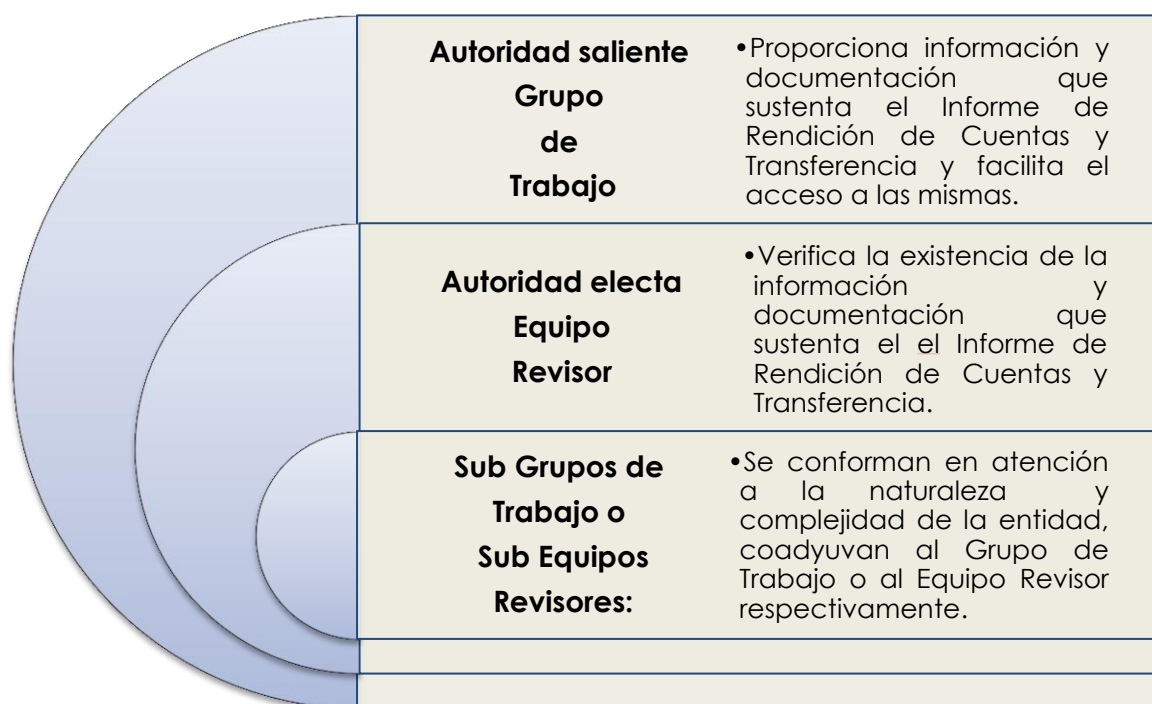 Autoridad saliente
Grupo
de
Trabajo
•Proporciona información y
documentación que
sustenta el Informe de
Rendición de Cuentas y
Transferencia y facilita el
acceso a las mismas.
Autoridad electa
Equipo
Revisor
•Verifica la existencia de la
información y
documentación que
sustenta el el Informe de
Rendición de Cuentas y
Transferencia.
Sub Grupos de
Trabajo o
Sub Equipos
Revisores:
•Se conforman en atención
a la naturaleza y
complejidad de la entidad,
coadyuvan al Grupo de
Trabajo o al Equipo Revisor
respectivamente.